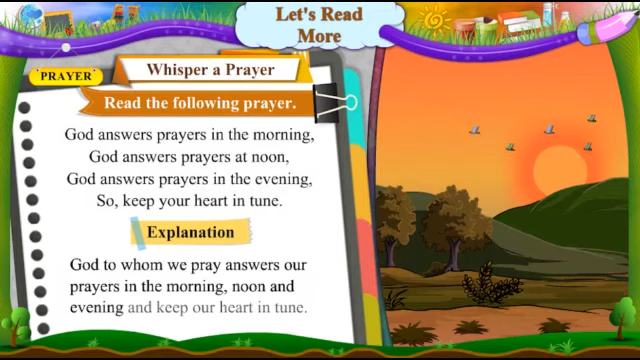 Let's Read
More
PRAYER
Whisper a Prayer
Read the following prayer.
God answers prayers in the morning,
God answers prayers at noon,
God answers prayers in the evening,
So, keep your heart in tune.
Explanation
God to whom we pray answers our
prayers in the morning, noon and
evening and keep our heart in tune.